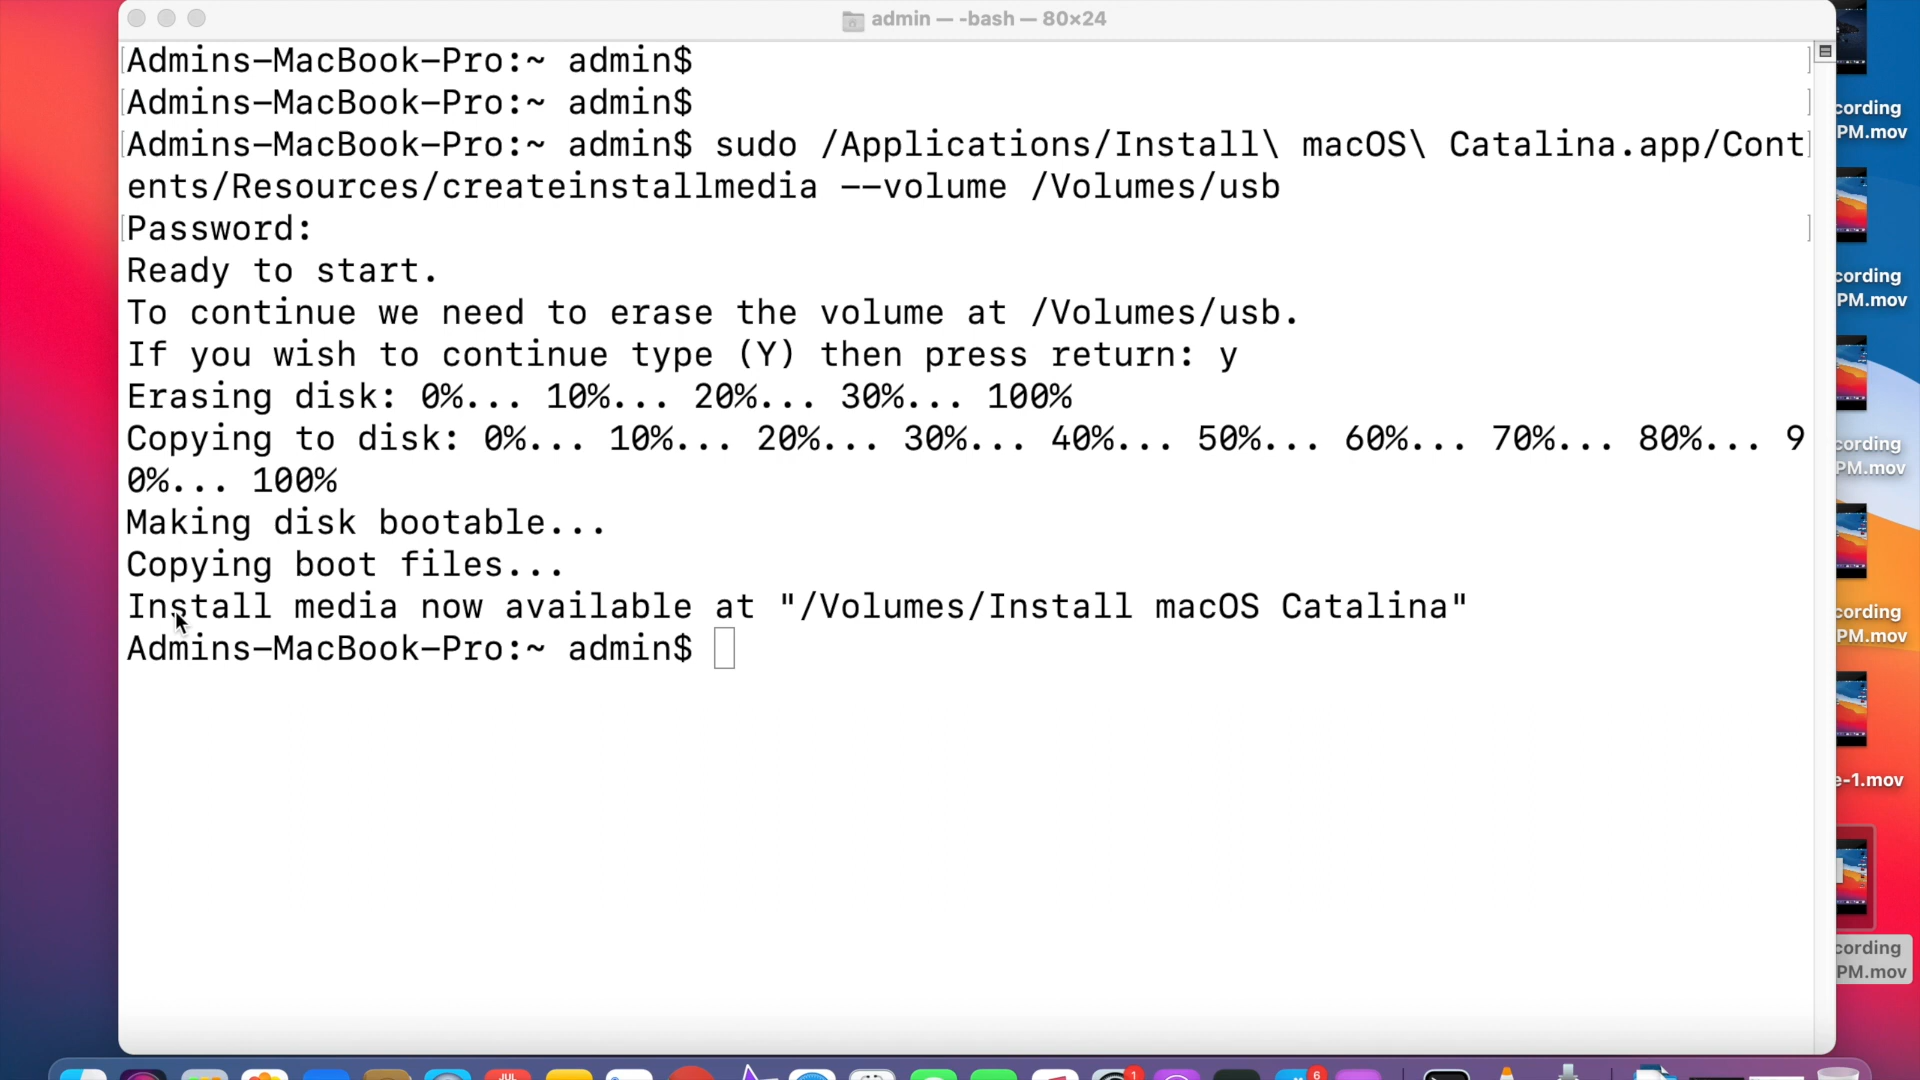 admin — -bash — 80×24
Admins-MacBook-Pro:~ admin$
Admins-MacBook-Pro:~ admin$
Admins-MacBook-Pro:~ admin$ sudo /Applications/Install\ macOS\ Catalina.app/Cont
ents/Resources/createinstallmedia --volume /Volumes/usb
Password:
Ready to start.
To continue we need to erase the volume at /Volumes/usb.
If you wish to continue type (Y) then press return: y
Erasing disk: 0%... 10%... 20%... 30%... 100%
Copying to disk: 0%... 10%... 20%... 30%... 40%... 50%... 60%... 70%... 80%... 9
0%... 100%
Making disk bootable...
Copying boot files...
Install media now available at "/Volumes/Install macOS Catalina"
Admins-MacBook-Pro:~ admin$
cording
PM.mov
cording
PM.mov
cording
PM.mov
cording
PM.mov
e-1.mov
cording
PM.mov
JUL
1
6